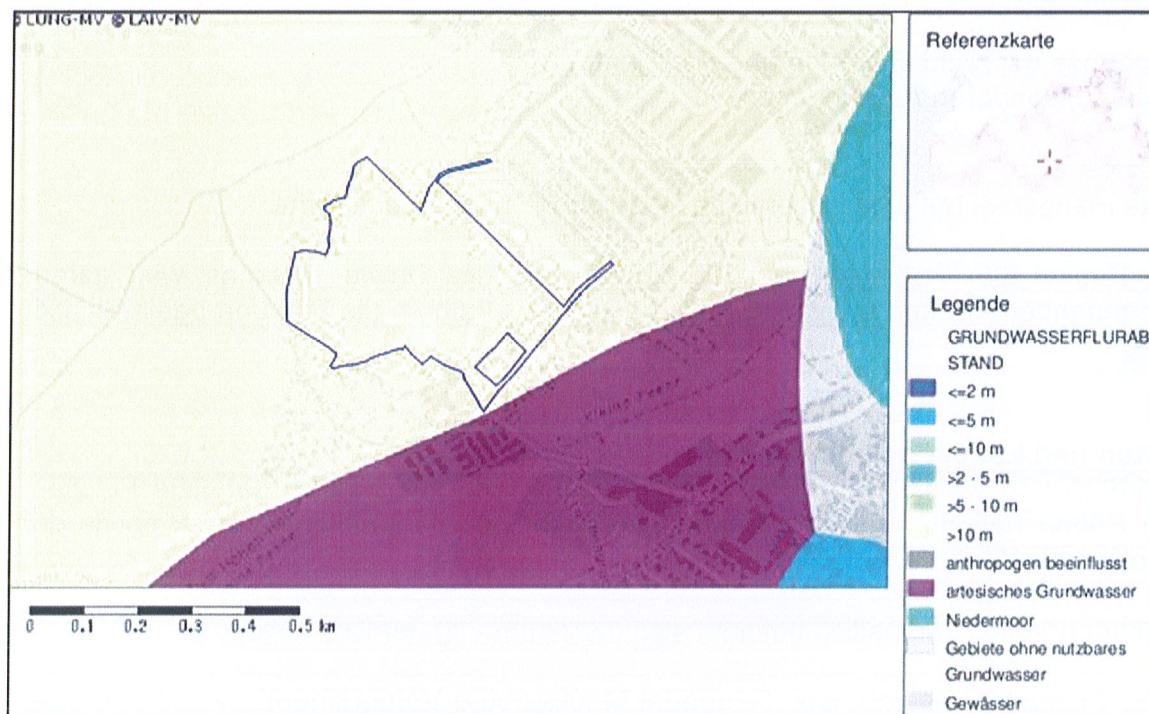 © LUNG-MV © LAIV-MV
Kleine Peene
0 0.1 0.2 0.3 0.4 0.5 km
Referenzkarte
Legende
GRUNDWASSERFLURAB
STAND
<=2 m
<=5 m
<=10 m
>2 - 5 m
>5 - 10 m
>10 m
anthropogen beeinflusst
artesisches Grundwasser
Niedermoor
Gebiete ohne nutzbares
Grundwasser
Gewässer